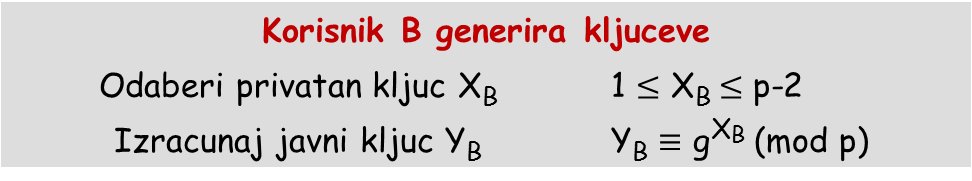 Korisnik B generira kljuceve
Odaberi privatan kljuc X_B 1 ≤ X_B ≤ p-2
Izracunaj javni kljuc Y_B Y_B ≡ g^X_B (mod p)